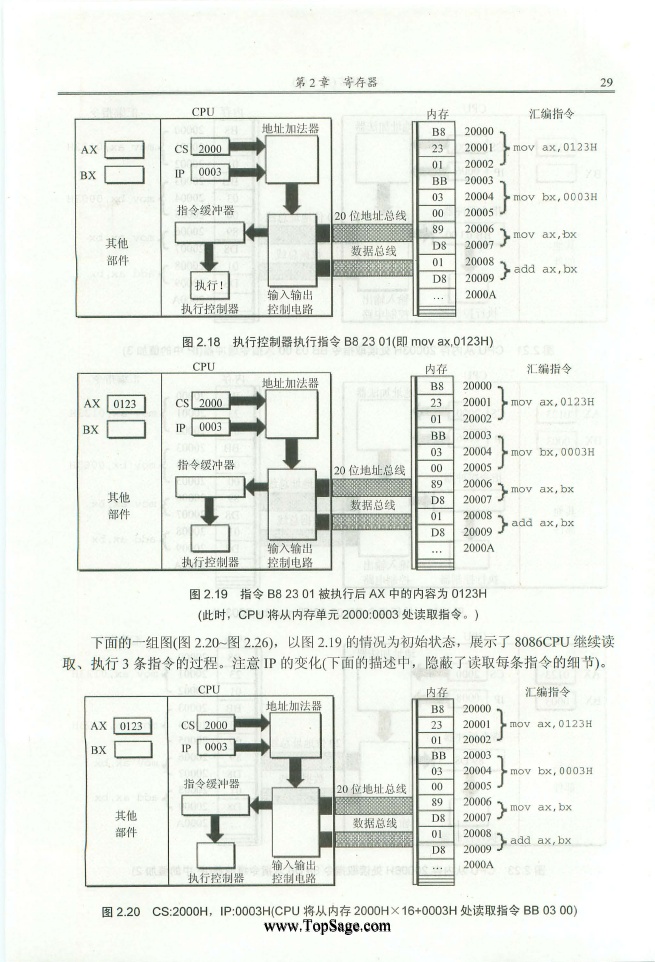 第2章 寄存器 29
CPU 内存 汇编指令
地址加法器
AX CS 2000
BX IP 0003
指令缓冲器
20 位地址总线
数据总线
其他
部件
执行!
执行控制器
输入输出
控制电路
B8 20000
23 20001 mov ax,0123H
01 20002
BB 20003
03 20004 mov bx,0003H
00 20005
89 20006 mov ax,bx
D8 20007
01 20008 add ax,bx
D8 20009
… 2000A
图 2.18 执行控制器执行指令 B8 23 01(即 mov ax,0123H)
CPU 内存 汇编指令
地址加法器
AX 0123 CS 2000
BX IP 0003
指令缓冲器
20 位地址总线
数据总线
其他
部件
执行控制器
输入输出
控制电路
B8 20000
23 20001 mov ax,0123H
01 20002
BB 20003
03 20004 mov bx,0003H
00 20005
89 20006 mov ax,bx
D8 20007
01 20008 add ax,bx
D8 20009
… 2000A
图 2.19 指令 B8 23 01 被执行后 AX 中的内容为 0123H
(此时，CPU 将从内存单元 2000:0003 处读取指令。)
下面的一组图(图 2.20~图 2.26)，以图 2.19 的情况为初始状态，展示了 8086CPU 继续读
取、执行 3 条指令的过程。注意 IP 的变化(下面的描述中，隐蔽了读取每条指令的细节)。
CPU 内存 汇编指令
地址加法器
AX 0123 CS 2000
BX IP 0003
指令缓冲器
20 位地址总线
数据总线
其他
部件
执行控制器
输入输出
控制电路
B8 20000
23 20001 mov ax,0123H
01 20002
BB 20003
03 20004 mov bx,0003H
00 20005
89 20006 mov ax,bx
D8 20007
01 20008 add ax,bx
D8 20009
… 2000A
图 2.20 CS:2000H，IP:0003H(CPU 将从内存 2000H×16+0003H 处读取指令 BB 03 00)
www.TopSage.com